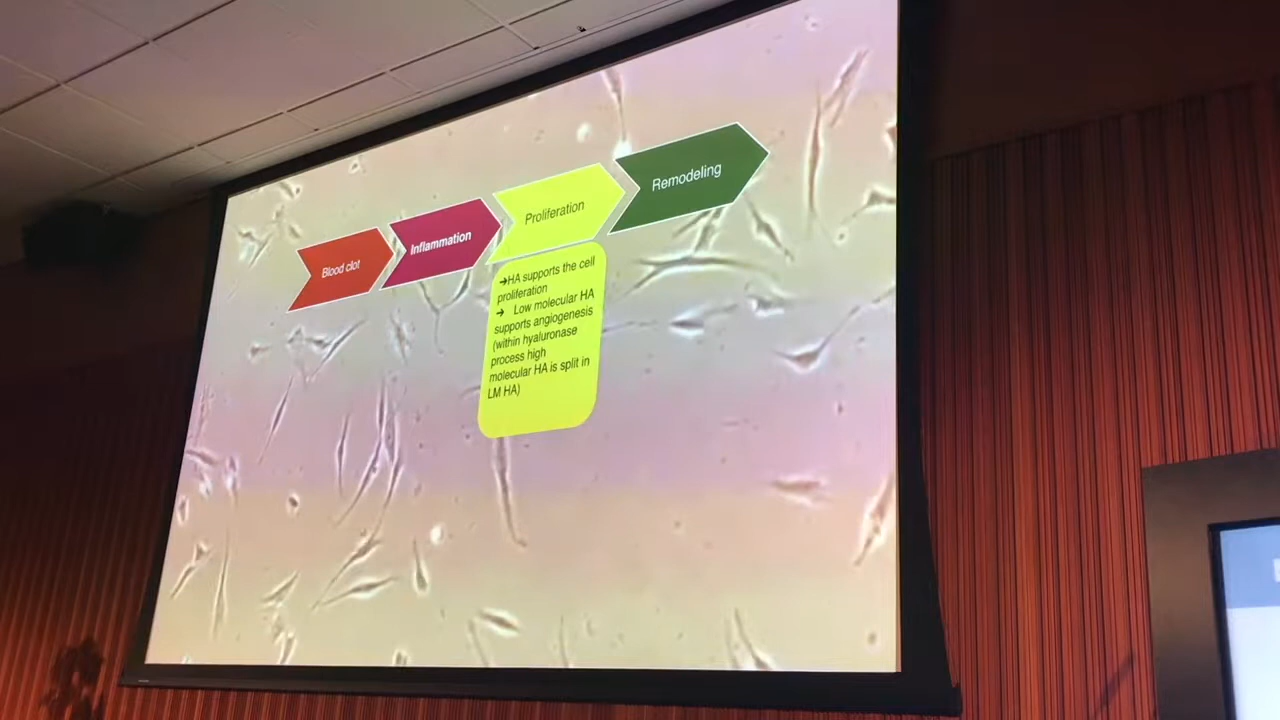 Blood clot
Inflammation
Proliferation
Remodeling
→HA supports the cell
proliferation
→ Low molecular HA
supports angiogenesis
(within hyaluronase
process high
molecular HA is split in
LM HA)